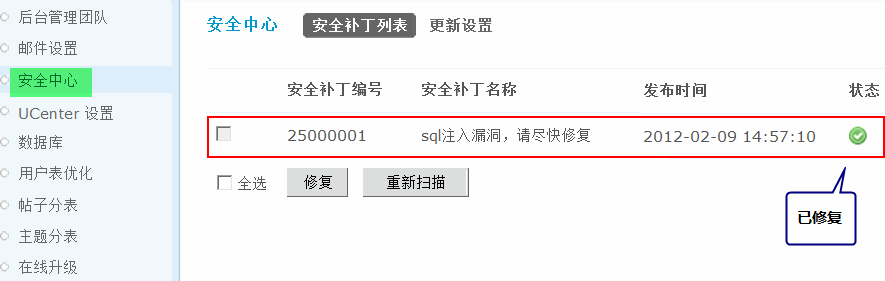 后台管理团队
邮件设置
安全中心
UCenter 设置
数据库
用户表优化
帖子分表
主题分表
在线升级
安全中心 安全补丁列表 更新设置
安全补丁编号 安全补丁名称 发布时间 状态
25000001 sql注入漏洞，请尽快修复 2012-02-09 14:57:10
全选 修复 重新扫描
已修复